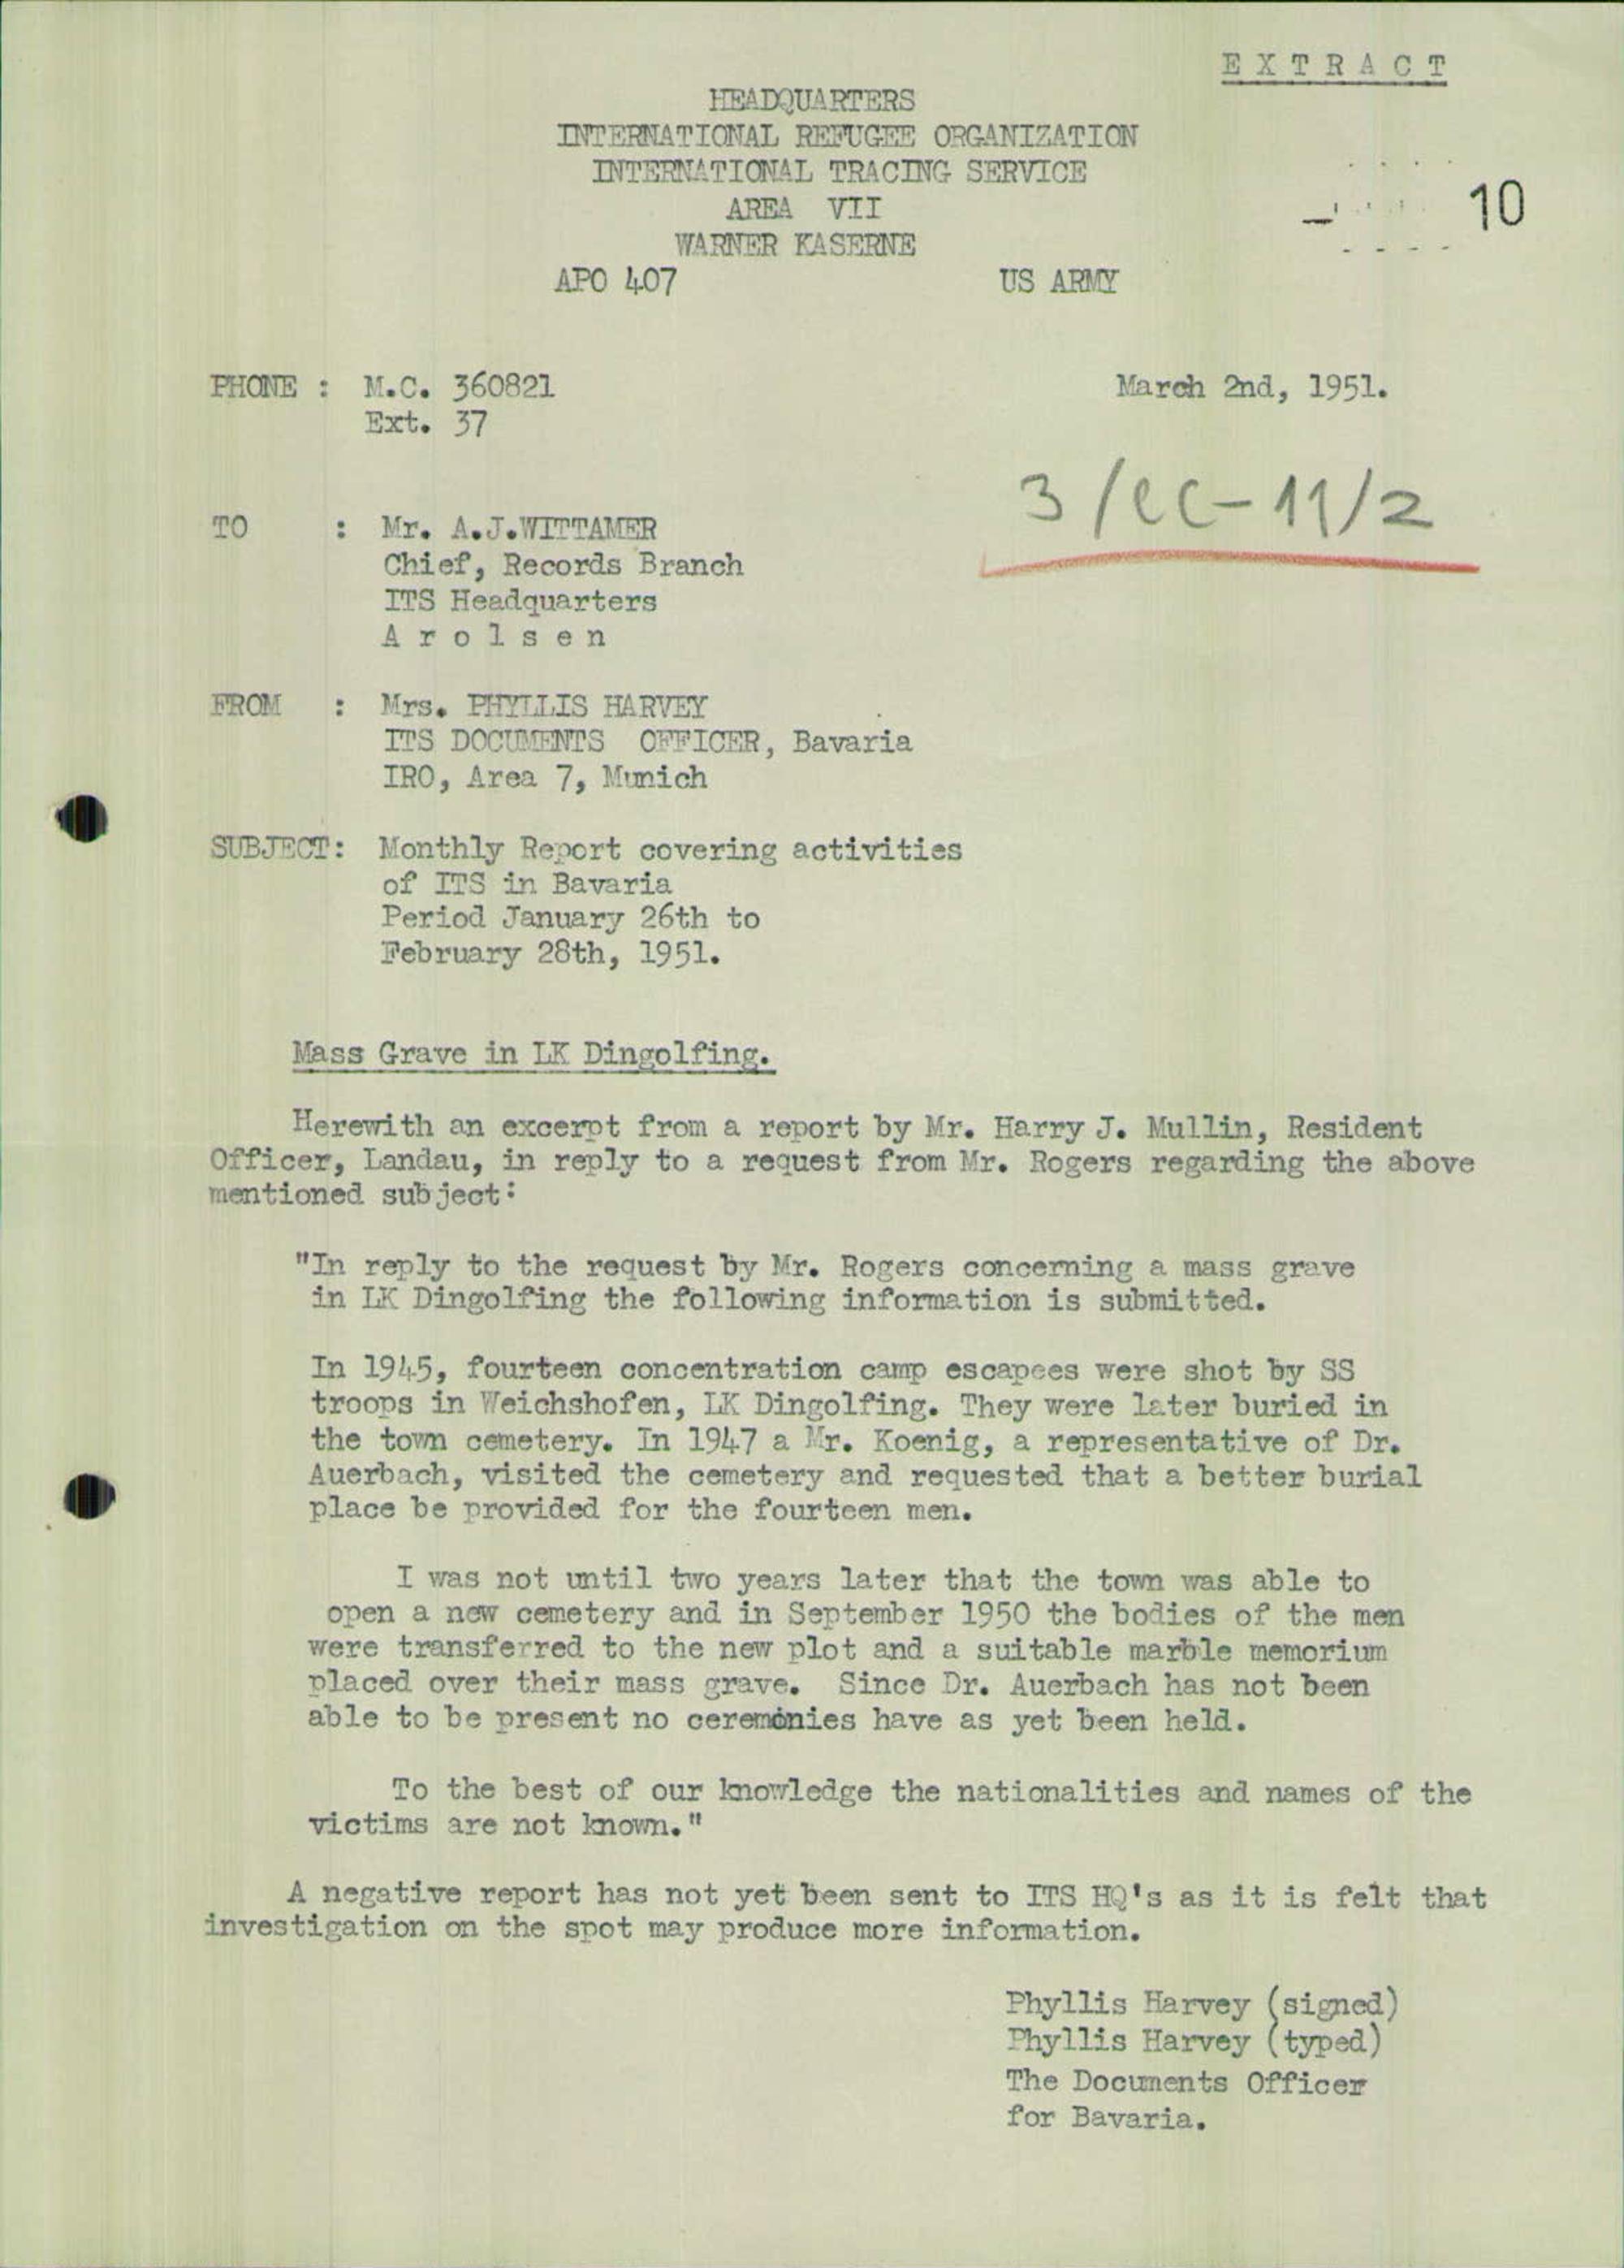 E X T R A C T
HEADQUARTERS
INTERNATIONAL REFUGEE ORGANIZATION
INTERNATIONAL TRACING SERVICE
AREA VII
WARNER KASERNE
APO 407 US ARMY
10
PHONE : M.C. 360821 March 2nd, 1951.
Ext. 37
3/CC-11/2
TO : Mr. A.J.WITTAMER
Chief, Records Branch
ITS Headquarters
A r o l s e n
FROM : Mrs. PHYLLIS HARVEY
ITS DOCUMENTS OFFICER, Bavaria
IRO, Area 7, Munich
SUBJECT: Monthly Report covering activities
of ITS in Bavaria
Period January 26th to
February 28th, 1951.
Mass Grave in LK Dingolfing.
Herewith an excerpt from a report by Mr. Harry J. Mullin, Resident
Officer, Landau, in reply to a request from Mr. Rogers regarding the above
mentioned subject:
"In reply to the request by Mr. Rogers concerning a mass grave
in LK Dingolfing the following information is submitted.
In 1945, fourteen concentration camp escapees were shot by SS
troops in Weichshofen, LK Dingolfing. They were later buried in
the town cemetery. In 1947 a Mr. Koenig, a representative of Dr.
Auerbach, visited the cemetery and requested that a better burial
place be provided for the fourteen men.
I was not until two years later that the town was able to
open a new cemetery and in September 1950 the bodies of the men
were transferred to the new plot and a suitable marble memorium
placed over their mass grave. Since Dr. Auerbach has not been
able to be present no ceremonies have as yet been held.
To the best of our knowledge the nationalities and names of the
victims are not known."
A negative report has not yet been sent to ITS HQ's as it is felt that
investigation on the spot may produce more information.
Phyllis Harvey (signed)
Phyllis Harvey (typed)
The Documents Officer
for Bavaria.